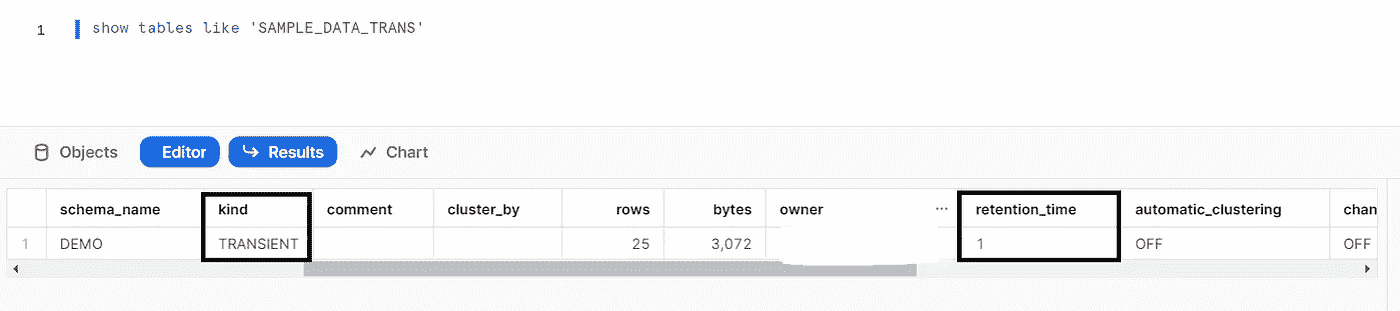 1 show tables like 'SAMPLE_DATA_TRANS'
Objects Editor Results Chart
schema_name kind comment cluster_by rows bytes owner ... retention_time automatic_clustering chan
1 DEMO TRANSIENT 25 3,072 1 OFF OFF